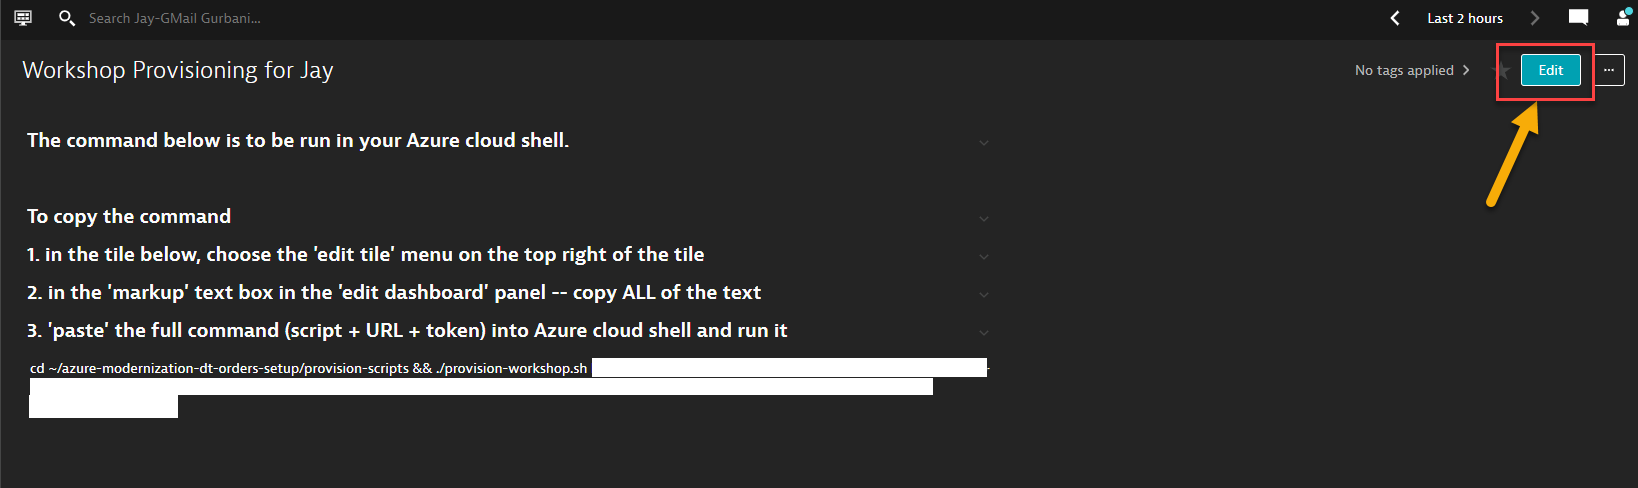 Search Jay-GMail Gurbani...
Last 2 hours
Workshop Provisioning for Jay
No tags applied
Edit
...
The command below is to be run in your Azure cloud shell.
To copy the command
1. in the tile below, choose the 'edit tile' menu on the top right of the tile
2. in the 'markup' text box in the 'edit dashboard' panel -- copy ALL of the text
3. 'paste' the full command (script + URL + token) into Azure cloud shell and run it
cd ~/azure-modernization-dt-orders-setup/provision-scripts && ./provision-workshop.sh -